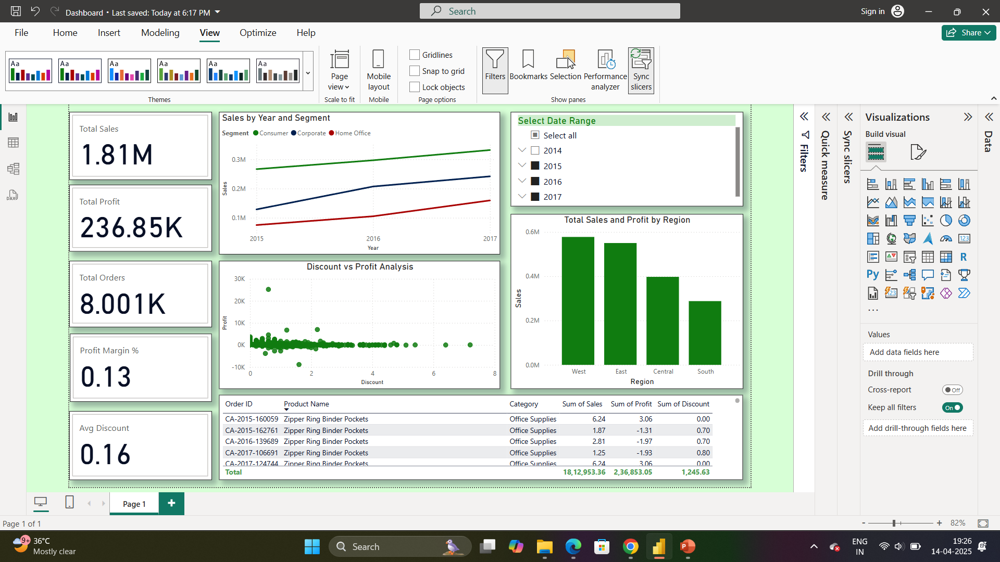 Dashboard • Last saved: Today at 6:17 PM
Search
Sign in
File Home Insert Modeling View Optimize Help
Share
Aa Aa Aa Aa Aa Aa
Themes
Page view
Scale to fit
Mobile layout
Mobile
Gridlines
Snap to grid
Lock objects
Page options
Filters
Bookmarks
Selection
Performance analyzer
Sync slicers
Show panes
Total Sales
1.81M
Total Profit
236.85K
Total Orders
8.001K
Profit Margin %
0.13
Avg Discount
0.16
Sales by Year and Segment
Segment Consumer Corporate Home Office
0.3M
0.2M
0.1M
Sales
2015 2016 2017
Year
Discount vs Profit Analysis
30K
20K
10K
0K
-10K
Profit
0 2 4 6 8
Discount
Select Date Range
Select all
2014
2015
2016
2017
Total Sales and Profit by Region
0.6M
0.4M
0.2M
0.0M
Sales
West East Central South
Region
Order ID Product Name Category Sum of Sales Sum of Profit Sum of Discount
CA-2015-160059 Zipper Ring Binder Pockets Office Supplies 6.24 3.06 0.00
CA-2015-162761 Zipper Ring Binder Pockets Office Supplies 1.87 -1.31 0.70
CA-2016-139689 Zipper Ring Binder Pockets Office Supplies 2.81 -1.97 0.70
CA-2017-106691 Zipper Ring Binder Pockets Office Supplies 1.25 -1.93 0.80
CA-2017-124744 Zipper Ring Binder Pockets Office Supplies 6.24 3.06 0.00
Total 18,12,953.36 2,36,853.05 1,245.63
Filters
Quick measure
Sync slicers
Visualizations
Build visual
123
R
Py
123
...
Values
Add data fields here
Drill through
Cross-report Off
Keep all filters On
Add drill-through fields here
Data
DAX
Page 1
+
Page 1 of 1
- + 82%
9+
36°C
Mostly clear
Search
P
ENG
IN
19:26
14-04-2025